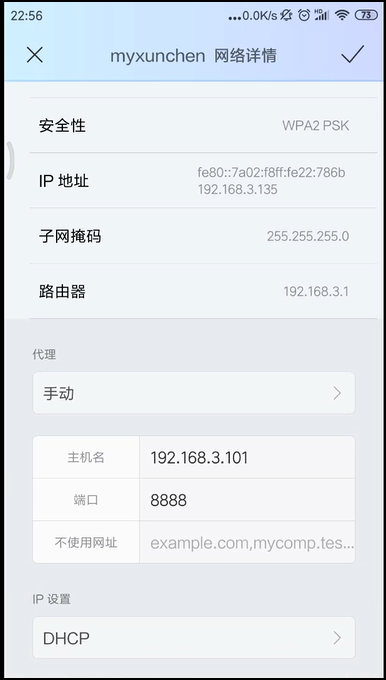 22:56 ...0.0K/s HD 73
myxunchen 网络详情
安全性 WPA2 PSK
IP 地址 fe80::7a02:f8ff:fe22:786b
192.168.3.135
子网掩码 255.255.255.0
路由器 192.168.3.1
代理
手动
主机名 192.168.3.101
端口 8888
不使用网址 example.com,mycomp.tes...
IP 设置
DHCP